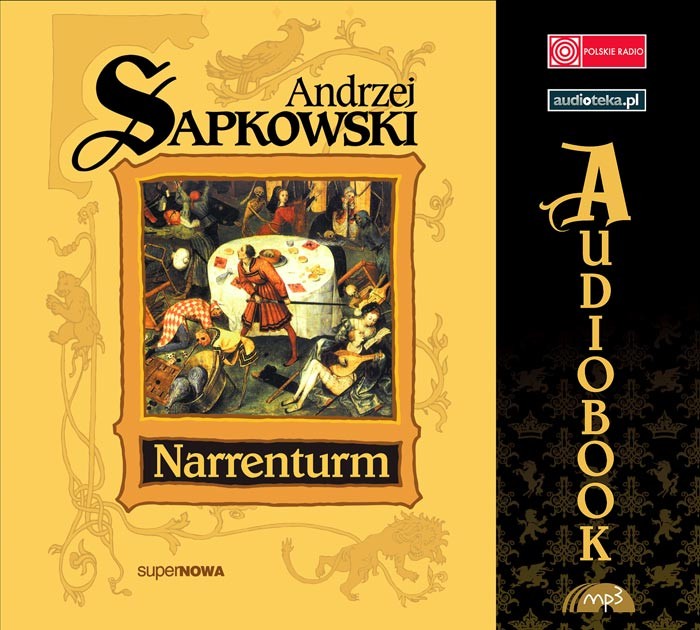 Andrzej
SAPKOWSKI
Narrenturm
superNOWA
POLSKIE RADIO
audioteka.pl
AUDIOBOOK
mp3